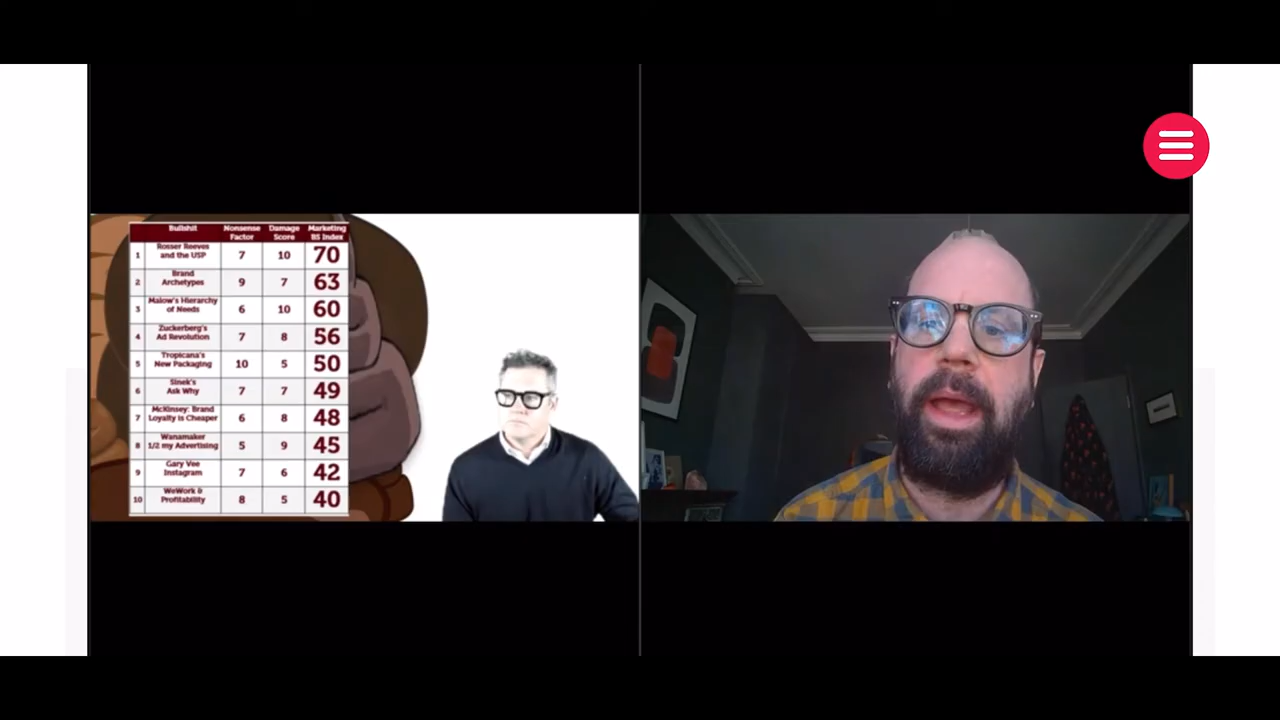 Bullshit Nonsense Factor Damage Score Marketing BS Index
1 Rosser Reeves and the USP 7 10 70
2 Brand Archetypes 9 7 63
3 Malow's Hierarchy of Needs 6 10 60
4 Zuckerberg's Ad Revolution 7 8 56
5 Tropicana's New Packaging 10 5 50
6 Sinek's Ask Why 7 7 49
7 McKinsey: Brand Loyalty is Cheaper 6 8 48
8 Wanamaker 1/2 my Advertising 5 9 45
9 Gary Vee Instagram 7 6 42
10 WeWork & Profitability 8 5 40